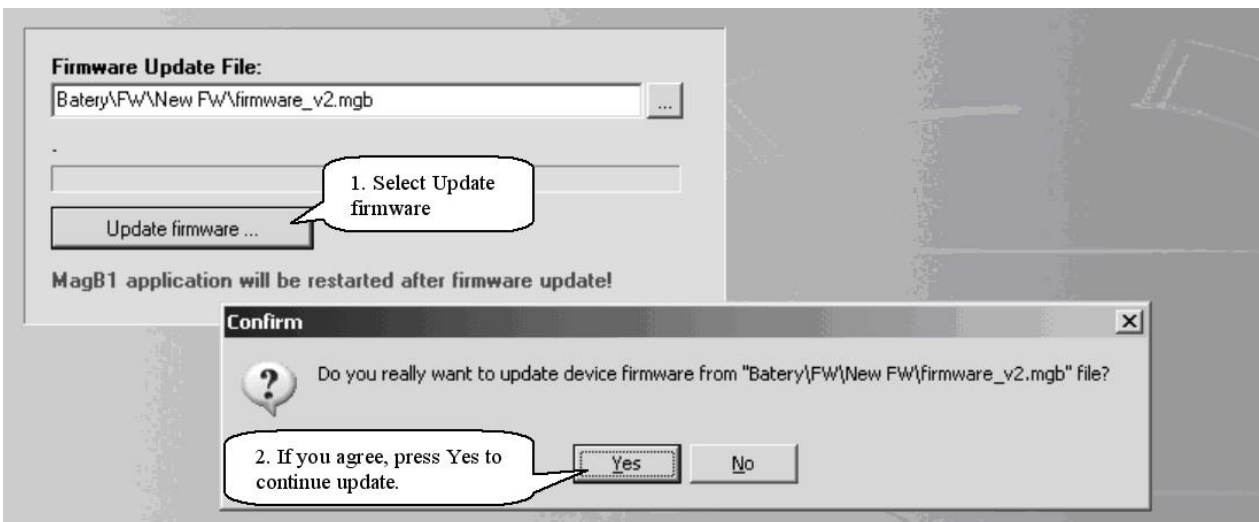 Firmware Update File:
Batery\FW\New FW\firmware_v2.mgb
...
.
1. Select Update
firmware
Update firmware ...
MagB1 application will be restarted after firmware update!
Confirm
Do you really want to update device firmware from "Batery\FW\New FW\firmware_v2.mgb" file?
2. If you agree, press Yes to
continue update.
Yes
No